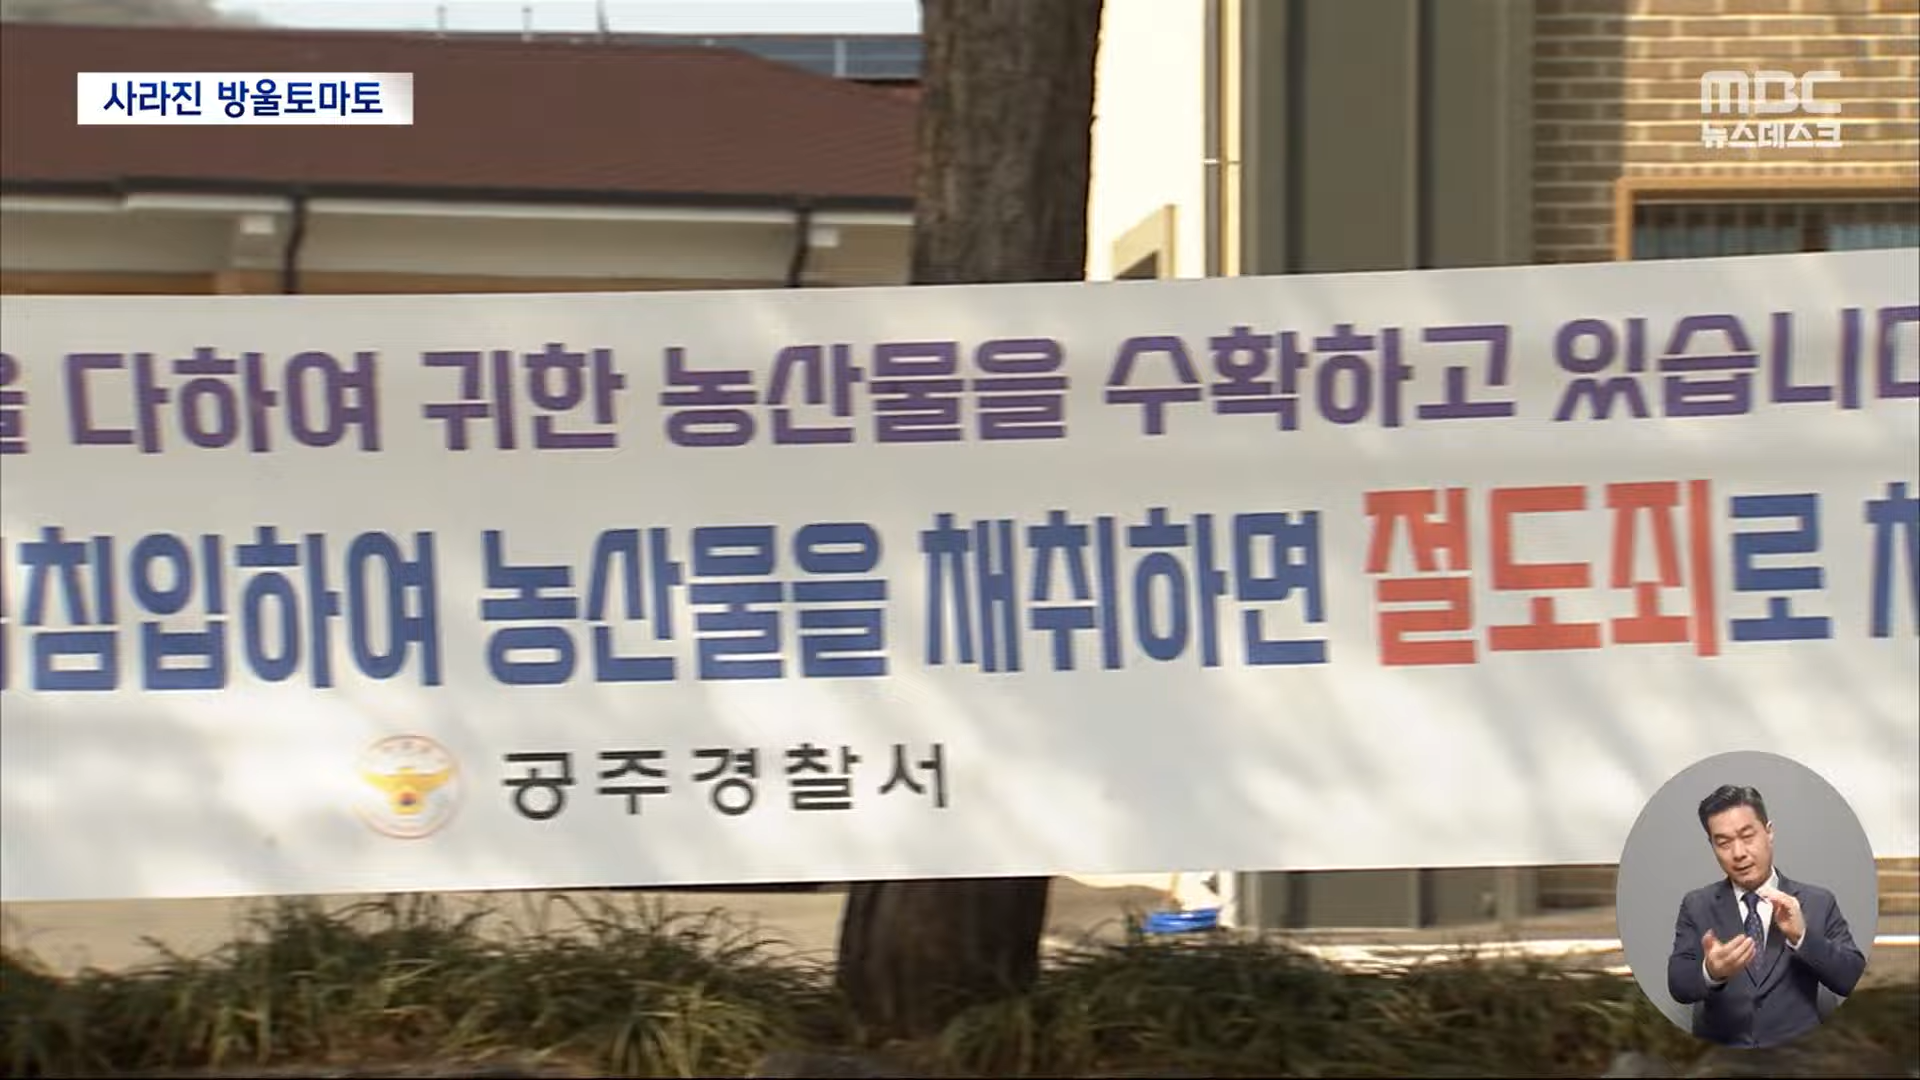 사라진 방울토마토
MBC
뉴스데스크
을 다하여 귀한 농산물을 수확하고 있습니다
침입하여 농산물을 채취하면 절도죄로
공주경찰서